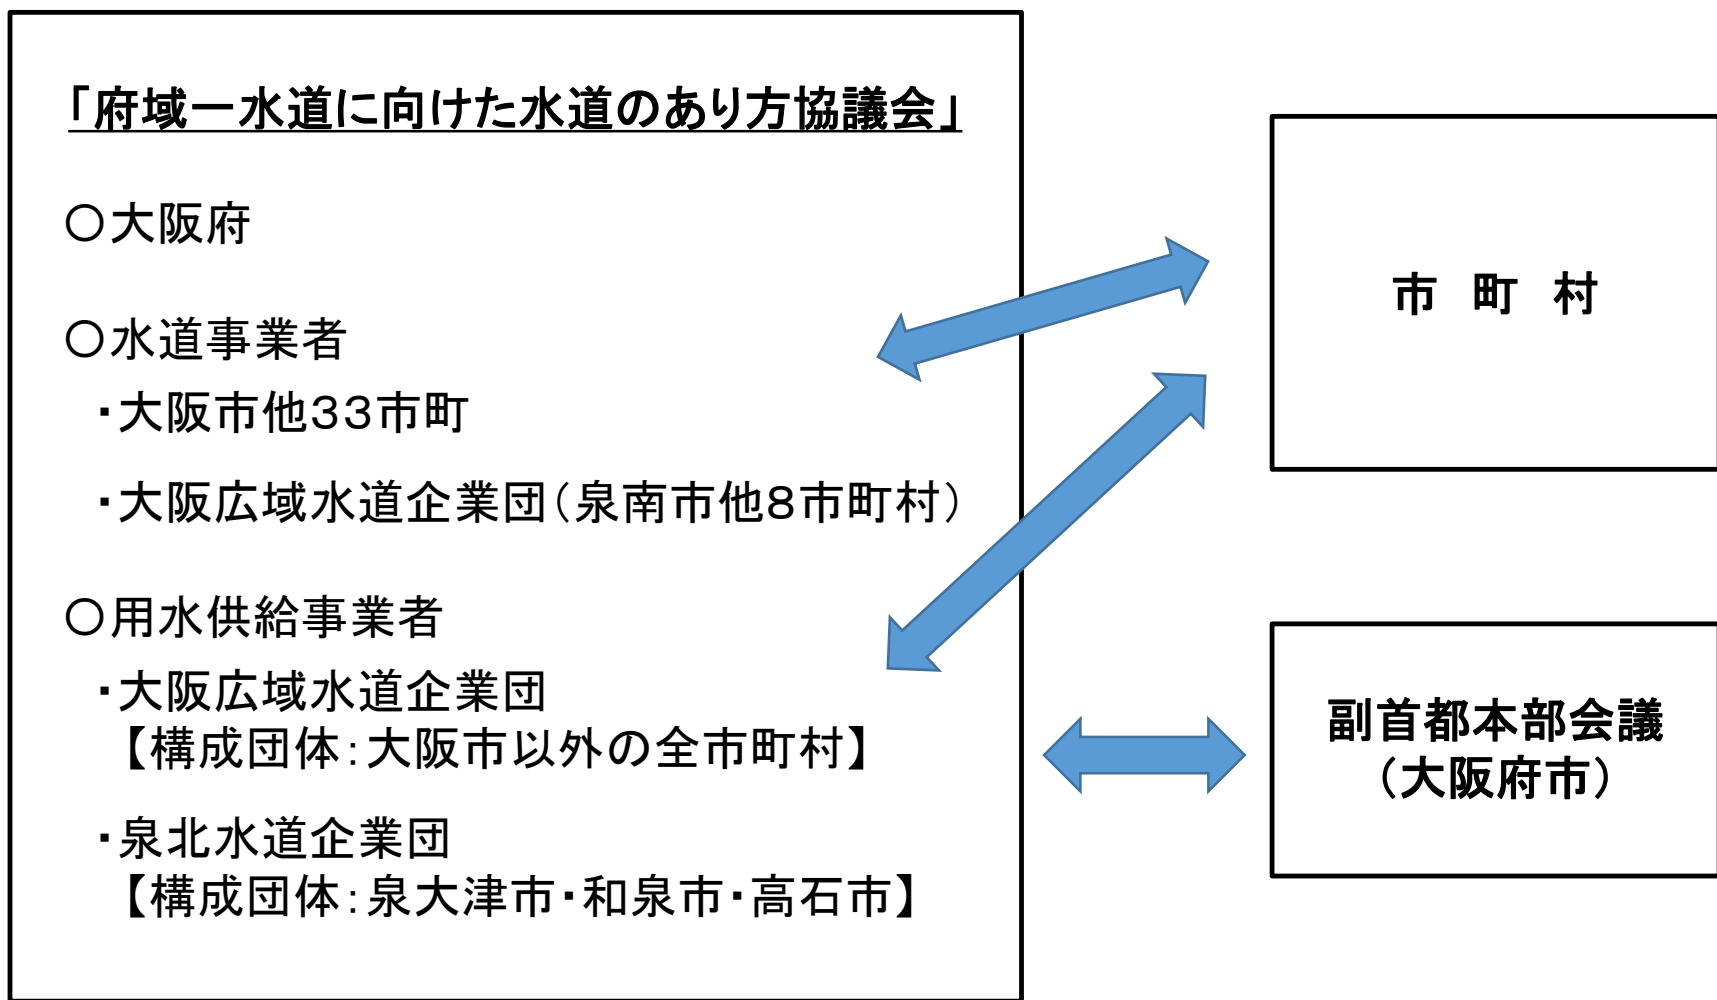 「府域一水道に向けた水道のあり方協議会」
○大阪府
○水道事業者
・大阪市他33市町
・大阪広域水道企業団(泉南市他8市町村)
○用水供給事業者
・大阪広域水道企業団
【構成団体:大阪市以外の全市町村】
・泉北水道企業団
【構成団体:泉大津市・和泉市・高石市】
市 町 村
副首都本部会議
(大阪府市)